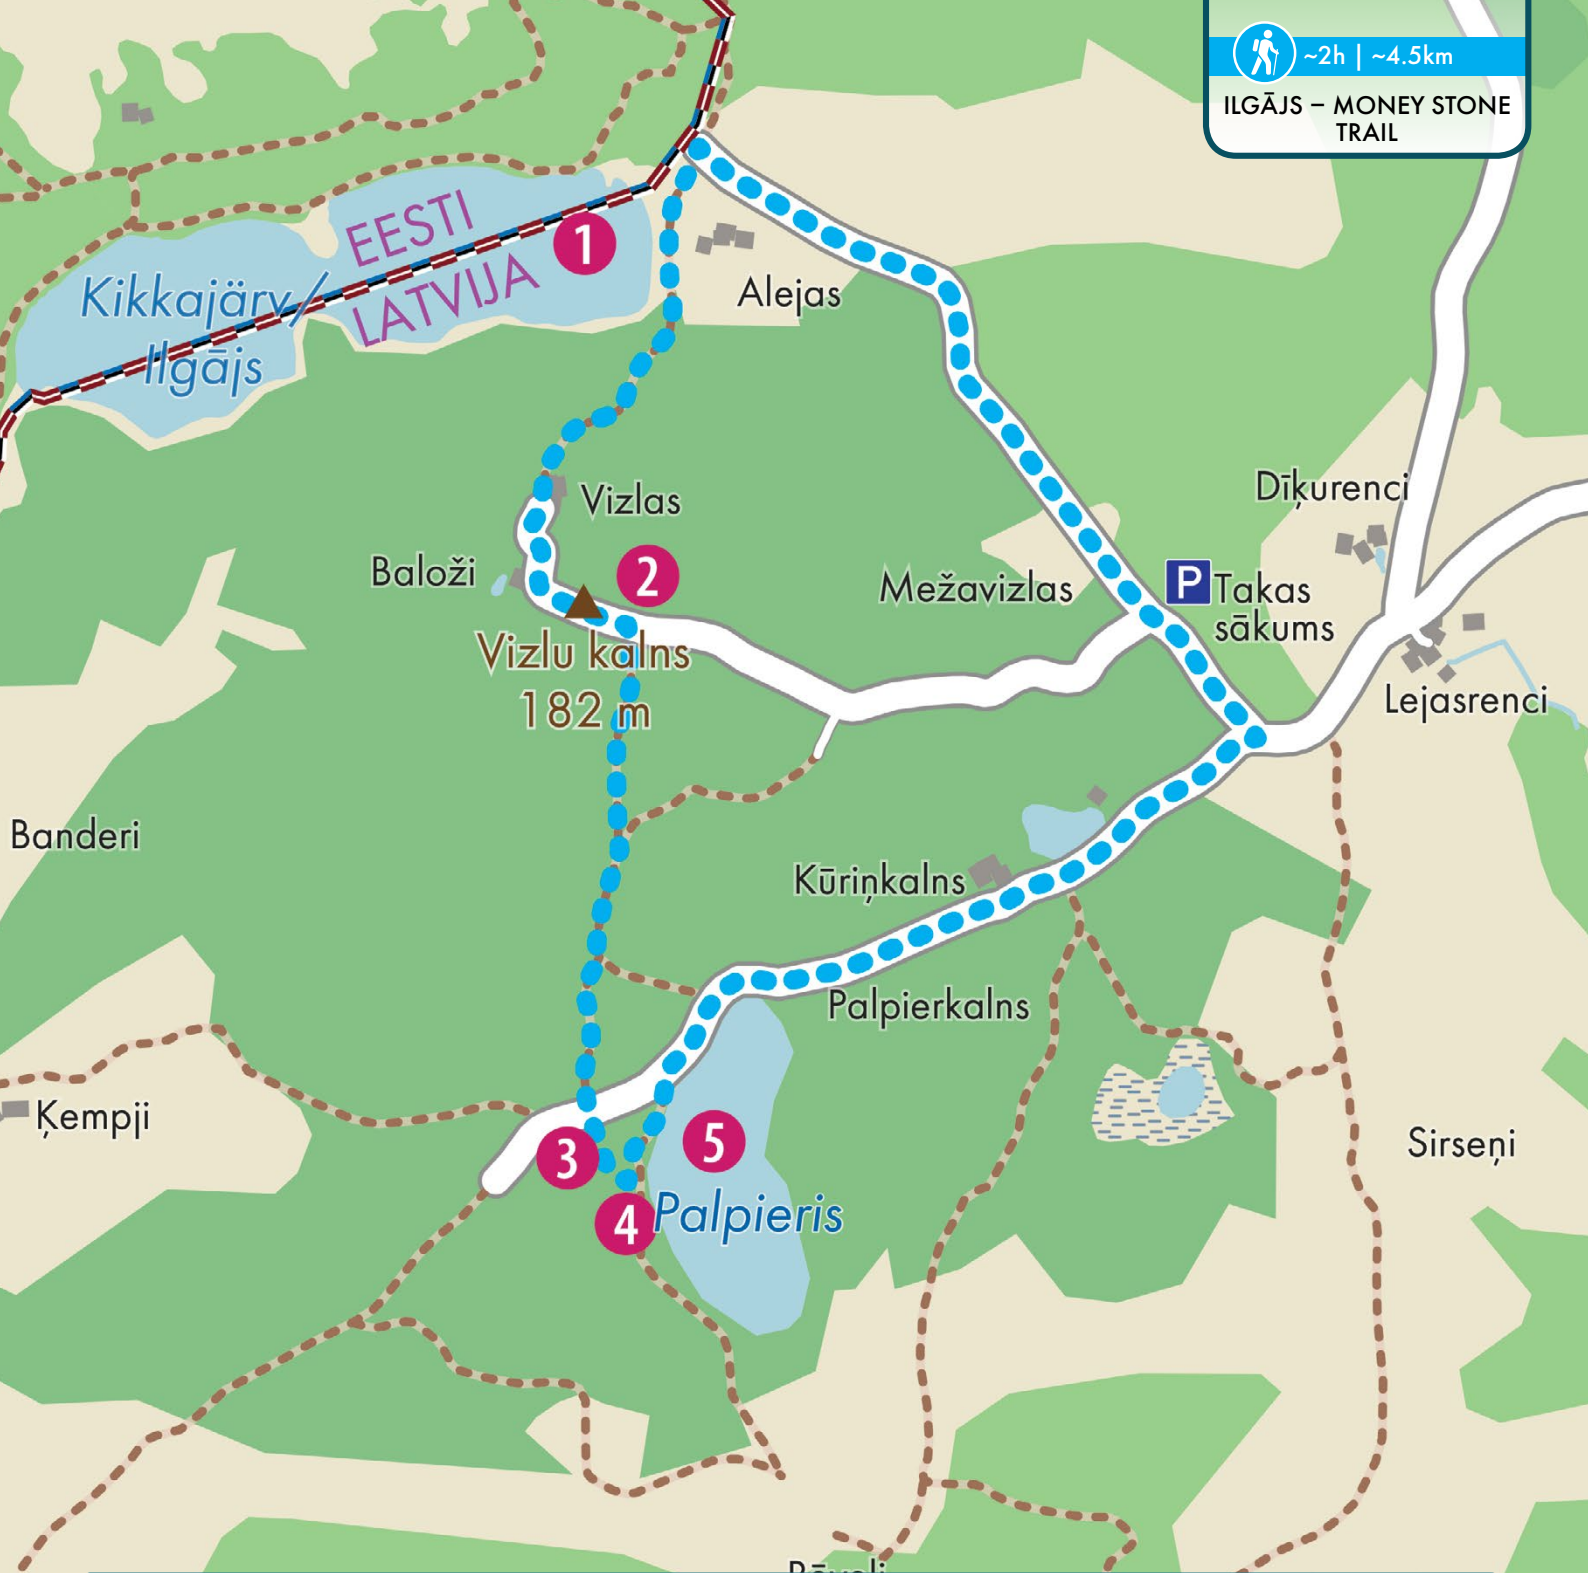 ~2h | ~4.5km
ILGĀJS – MONEY STONE
TRAIL
EESTI
1
LATVIJA
Kikkajärv/
Ilgājs
Alejas
Vizlas
Dīķurenci
Baloži
2
Mežavizlas
P
Takas
sākums
Vizlu kalns
182 m
Lejasrenci
Banderi
Kūriņkalns
Palpierkalns
Ķempji
3
5
Sirseņi
4
Palpieris